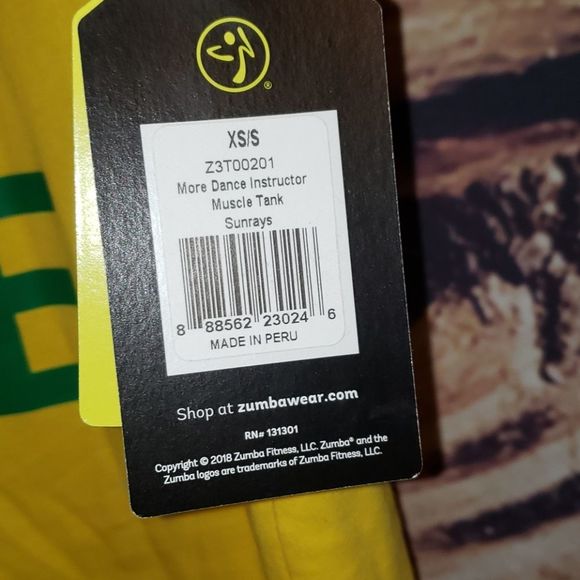 XS/S
Z3T00201
More Dance Instructor
Muscle Tank
Sunrays
8 88562 23024 6
MADE IN PERU
Shop at zumbawear.com
RN# 131301
Copyright © 2018 Zumba Fitness, LLC. Zumba® and the
Zumba logos are trademarks of Zumba Fitness, LLC.
E